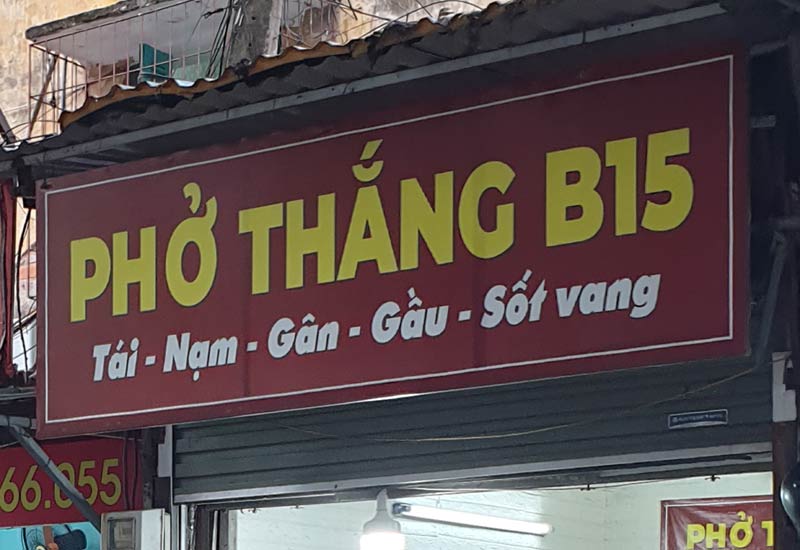 PHỞ THẮNG B15
Tái - Nạm - Gân - Gầu - Sốt vang
66.055
PHỞ